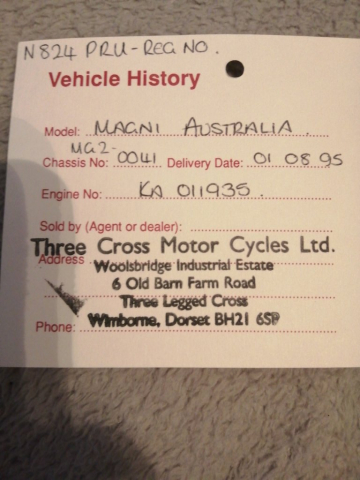 N824 PRU - REG NO.
Vehicle History
Model: MAGNI AUSTRALIA.
MG2-
Chassis No: 0041 Delivery Date: 01 08 95
Engine No: KA 011935.
Sold by (Agent or dealer):
Three Cross Motor Cycles Ltd.
Address Woolsbridge Industrial Estate
6 Old Barn Farm Road
Three Legged Cross
Phone: Wimborne, Dorset BH21 6SP